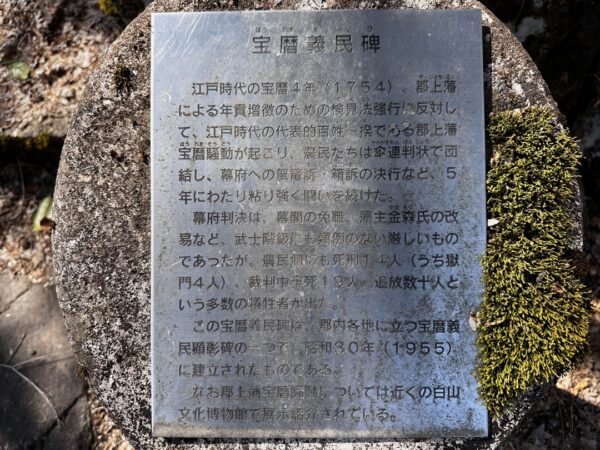 宝暦義民碑
江戸時代の宝暦4年（1754）、郡上藩
による年貢増徴のための検見法強行に反対し
て、江戸時代の代表的百姓一揆である郡上藩
宝暦騒動が起こり、農民たちは傘連判状で団
結し、幕府への駕籠訴、箱訴の決行など、5
年にわたり粘り強く闘いを続けた。
幕府判決は、幕閣の免職、藩主金森氏の改
易など、武士階級にも類例のない厳しいもの
であったが、農民側にも死刑14人（うち獄
門4人）、裁判中牢死19人、追放数十人と
いう多数の犠牲者が出た。
この宝暦義民碑は、郡内各地に立つ宝暦義
民顕彰碑の一つで、昭和30年（1955）
に建立されたものである。
なお郡上藩宝暦騒動については近くの白山
文化博物館で展示紹介されている。